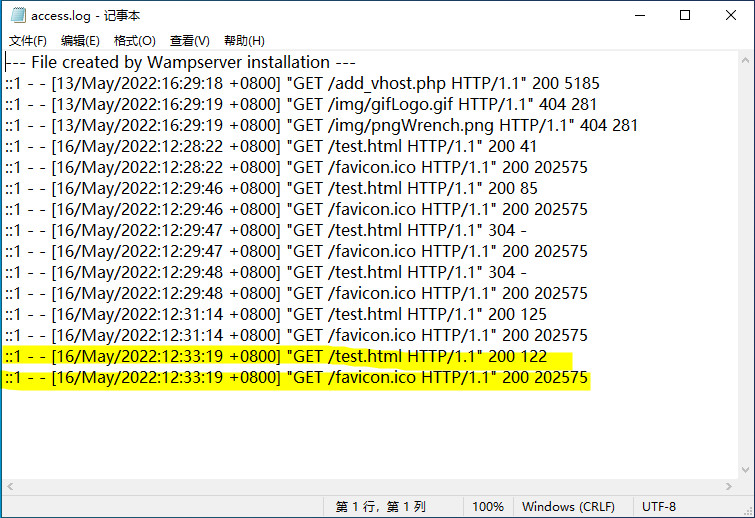 access.log - 记事本
文件(F) 编辑(E) 格式(O) 查看(V) 帮助(H)
--- File created by Wampserver installation ---
::1 - - [13/May/2022:16:29:18 +0800] "GET /add_vhost.php HTTP/1.1" 200 5185
::1 - - [13/May/2022:16:29:19 +0800] "GET /img/gifLogo.gif HTTP/1.1" 404 281
::1 - - [13/May/2022:16:29:19 +0800] "GET /img/pngWrench.png HTTP/1.1" 404 281
::1 - - [16/May/2022:12:28:22 +0800] "GET /test.html HTTP/1.1" 200 41
::1 - - [16/May/2022:12:28:22 +0800] "GET /favicon.ico HTTP/1.1" 200 202575
::1 - - [16/May/2022:12:29:46 +0800] "GET /test.html HTTP/1.1" 200 85
::1 - - [16/May/2022:12:29:46 +0800] "GET /favicon.ico HTTP/1.1" 200 202575
::1 - - [16/May/2022:12:29:47 +0800] "GET /test.html HTTP/1.1" 304 -
::1 - - [16/May/2022:12:29:47 +0800] "GET /favicon.ico HTTP/1.1" 200 202575
::1 - - [16/May/2022:12:29:48 +0800] "GET /test.html HTTP/1.1" 304 -
::1 - - [16/May/2022:12:29:48 +0800] "GET /favicon.ico HTTP/1.1" 200 202575
::1 - - [16/May/2022:12:31:14 +0800] "GET /test.html HTTP/1.1" 200 125
::1 - - [16/May/2022:12:31:14 +0800] "GET /favicon.ico HTTP/1.1" 200 202575
::1 - - [16/May/2022:12:33:19 +0800] "GET /test.html HTTP/1.1" 200 122
::1 - - [16/May/2022:12:33:19 +0800] "GET /favicon.ico HTTP/1.1" 200 202575
第 1 行，第 1 列 100% Windows (CRLF) UTF-8